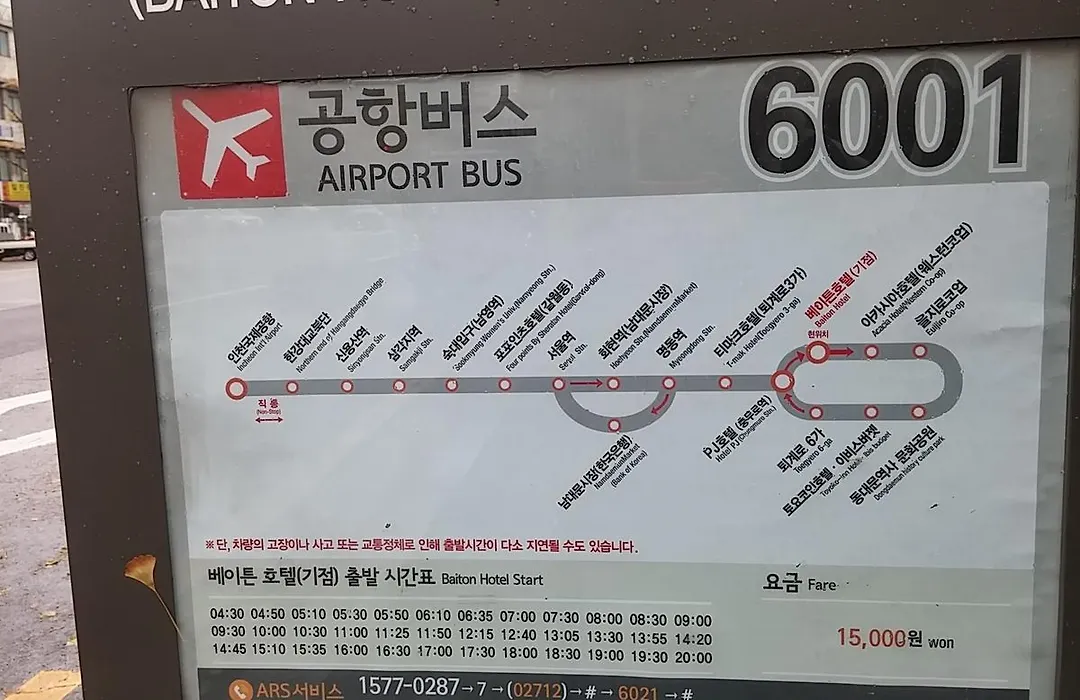 (BAITON
공항버스
AIRPORT BUS
6001
인천국제공항
Incheon Int'l Airport
한강대교북단
Northern end of Hangangdaegyo Bridge
신용산역
Sinyongsan Stn.
삼각지역
Samgakji Stn.
숙대입구(남영역)
Sookmyung Women's Univ(Namyeong Stn.)
포포인츠호텔(갈월동)
Four points By Sheraton Hotel(Garwol-dong)
서울역
Seoul Stn.
회현역(남대문시장)
Hoehyeon Stn.(NamdaemunMarket)
명동역
Myeongdong Stn.
티마크호텔(퇴계로3가)
T-mark Hotel(Toegyero 3-ga)
베이튼호텔(기점)
Baiton Hotel
현위치
아카시아호텔(웨스턴코업)
Acacia Hotel(Western Co-op)
을지로코업
Euljiro Co-op
직통
(Non-Stop)
남대문시장(한국은행)
NamdaemunMarket
(Bank of Korea)
PJ호텔(충무로역)
Hotel PJ(Chungmuro Stn.)
퇴계로 6가
Toegyero 6-ga
토요코인호텔·이비스버젯
Toyoko-inn Hotel· Ibis budget
동대문역사 문화공원
Dongdaemun history culture park
※ 단, 차량의 고장이나 사고 또는 교통정체로 인해 출발시간이 다소 지연될 수도 있습니다.
베이튼 호텔(기점) 출발 시간표 Baiton Hotel Start
04:30 04:50 05:10 05:30 05:50 06:10 06:35 07:00 07:30 08:00 08:30 09:00
09:30 10:00 10:30 11:00 11:25 11:50 12:15 12:40 13:05 13:30 13:55 14:20
14:45 15:10 15:35 16:00 16:30 17:00 17:30 18:00 18:30 19:00 19:30 20:00
요금 Fare
15,000원 won
ARS서비스 1577-0287→7→(02712)→#→6021→#